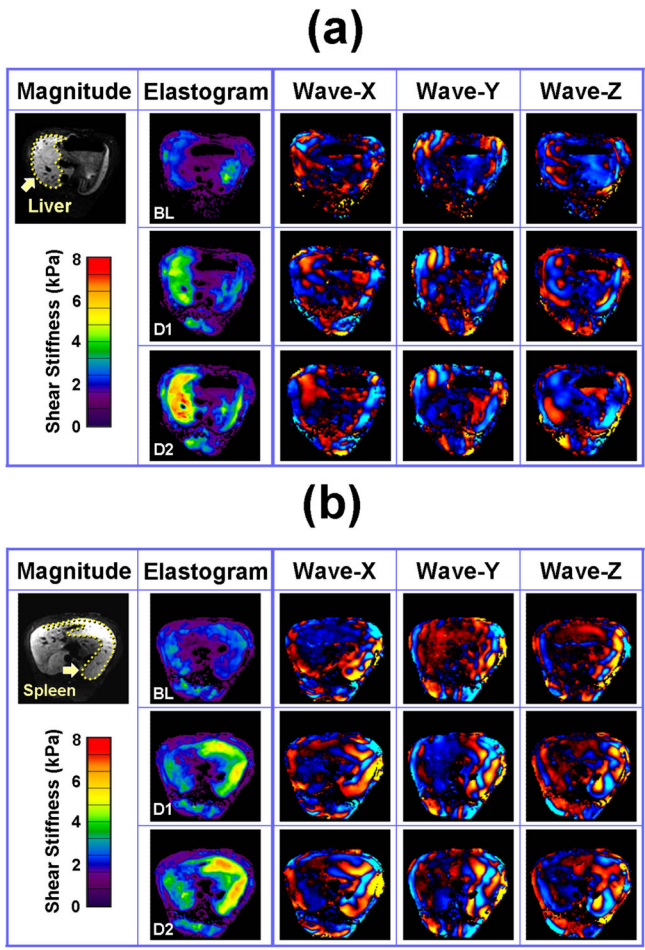 (a)
Magnitude Elastogram Wave-X Wave-Y Wave-Z
Liver
BL
Shear Stiffness (kPa)
8
6
4
2
0
D1
D2
(b)
Magnitude Elastogram Wave-X Wave-Y Wave-Z
Spleen
BL
Shear Stiffness (kPa)
8
6
4
2
0
D1
D2